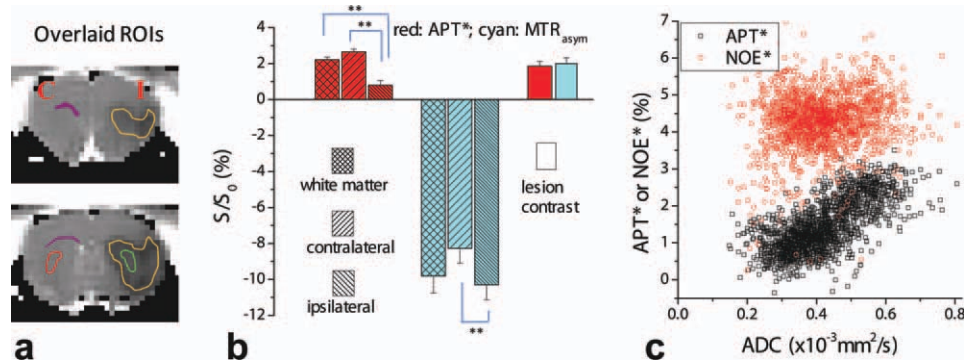 Overlaid ROIs
C
I
a
**
**
red: APT*; cyan: MTRasym
4
2
0
-2
-4
-6
-8
-10
-12
S/S0 (%)
white matter
contralateral
ipsilateral
lesion
contrast
**
b
APT*
NOE*
7
6
5
4
3
2
1
0
APT* or NOE* (%)
0.0 0.2 0.4 0.6 0.8
ADC (x10-3mm2/s)
c